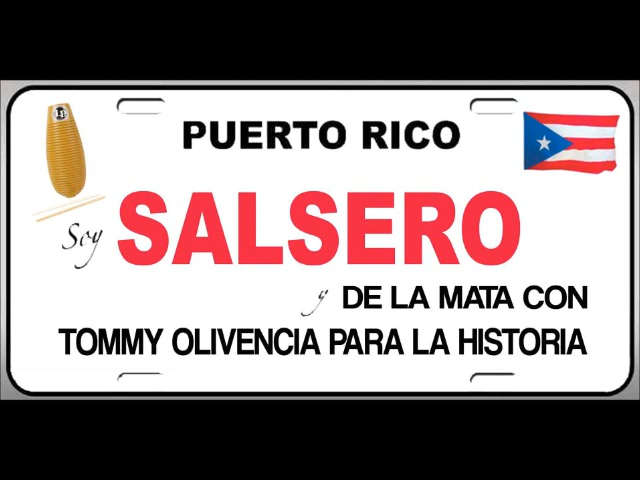 PUERTO RICO
Soy SALSERO
y DE LA MATA CON
TOMMY OLIVENCIA PARA LA HISTORIA